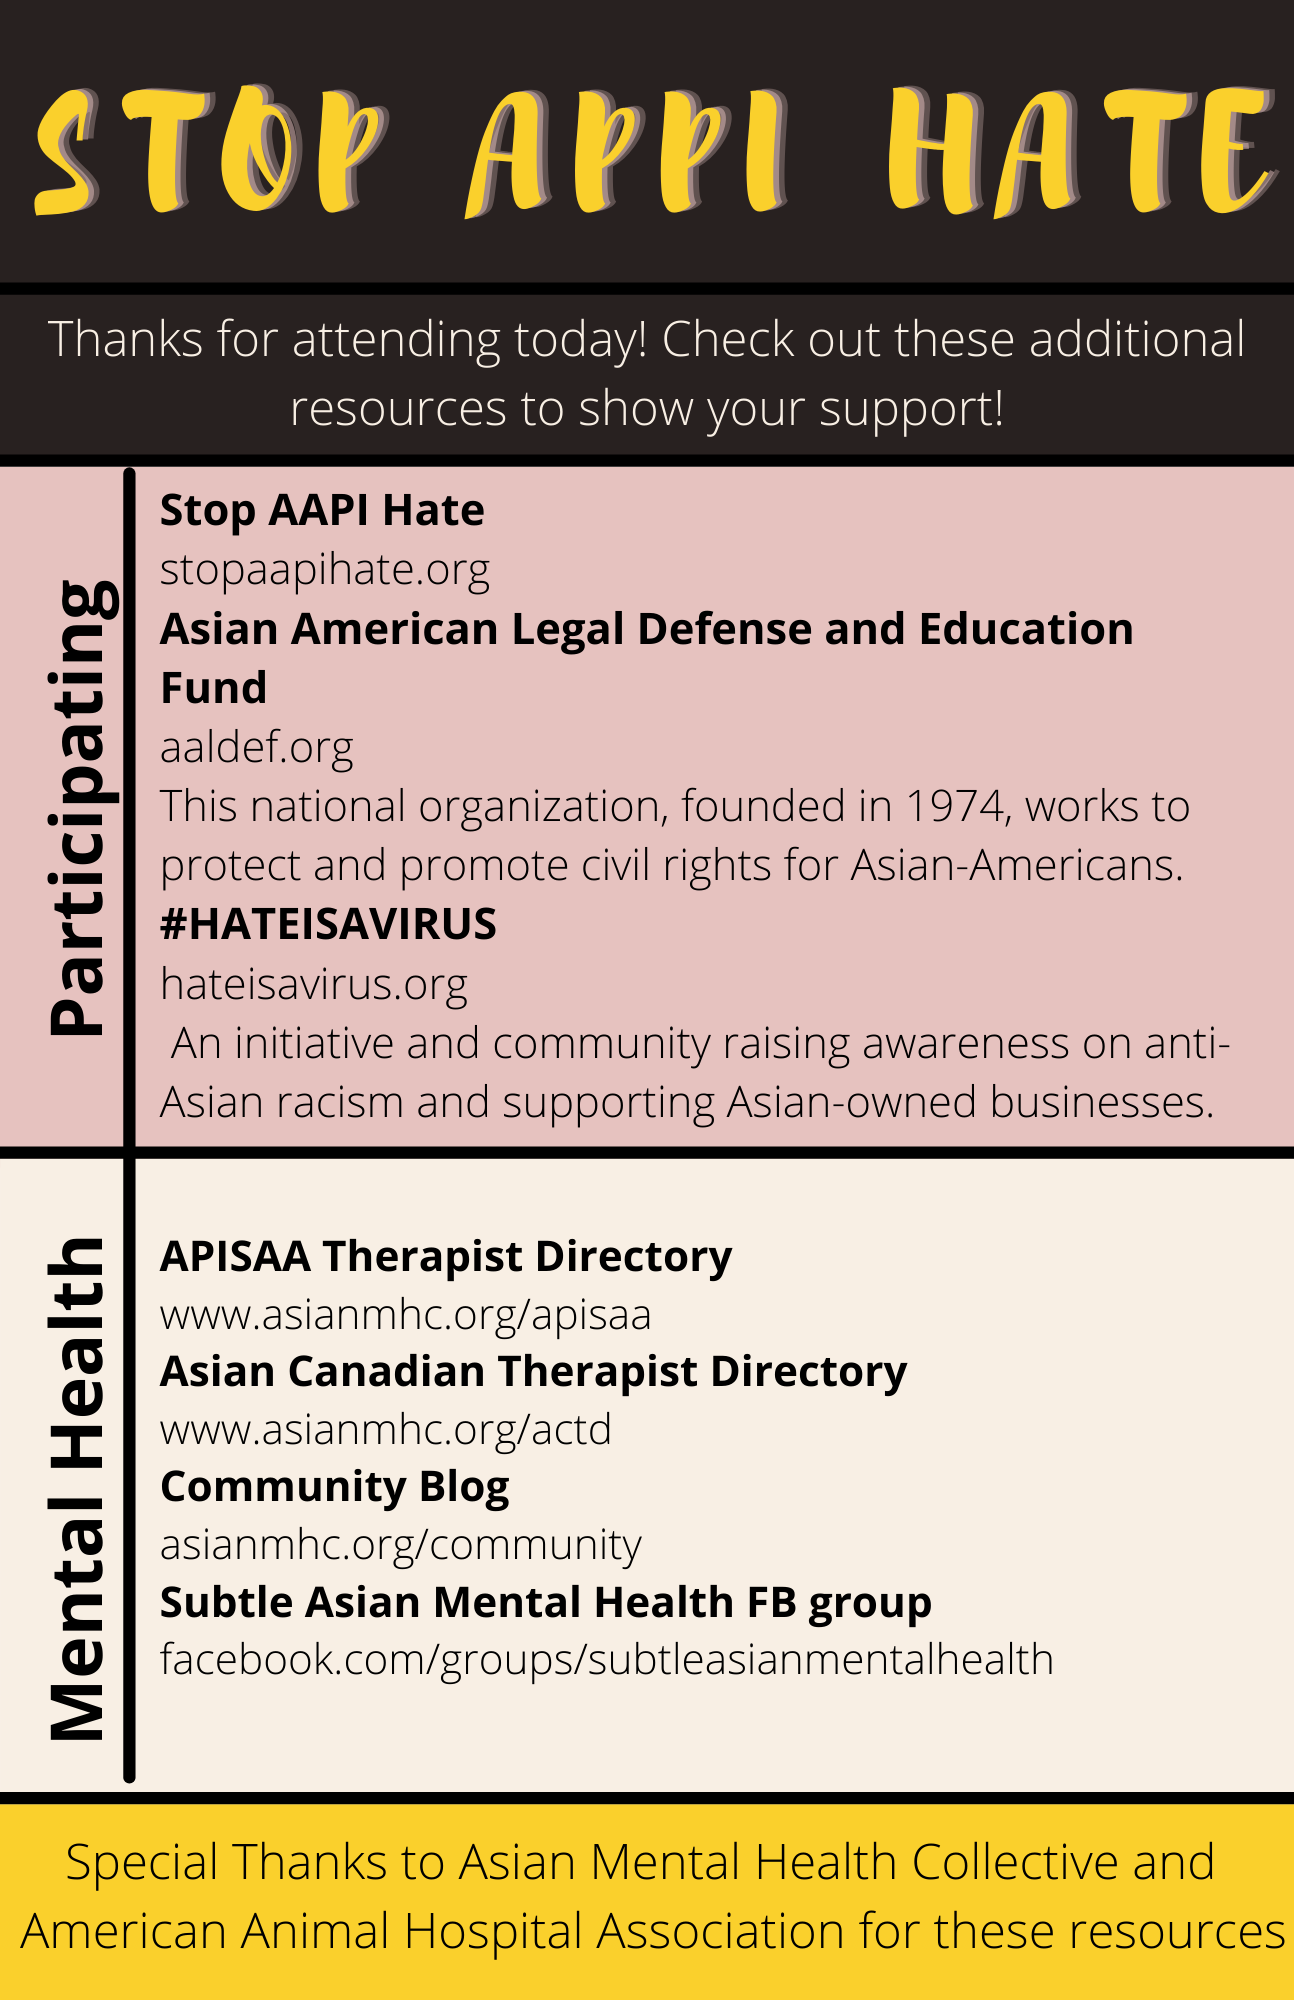 STOP APPI HATE
Thanks for attending today! Check out these additional
resources to show your support!
Participating
Stop AAPI Hate
stopaapihate.org
Asian American Legal Defense and Education
Fund
aaldef.org
This national organization, founded in 1974, works to
protect and promote civil rights for Asian-Americans.
#HATEISAVIRUS
hateisavirus.org
An initiative and community raising awareness on anti-
Asian racism and supporting Asian-owned businesses.
Mental Health
APISAA Therapist Directory
www.asianmhc.org/apisaa
Asian Canadian Therapist Directory
www.asianmhc.org/actd
Community Blog
asianmhc.org/community
Subtle Asian Mental Health FB group
facebook.com/groups/subtleasianmentalhealth
Special Thanks to Asian Mental Health Collective and
American Animal Hospital Association for these resources